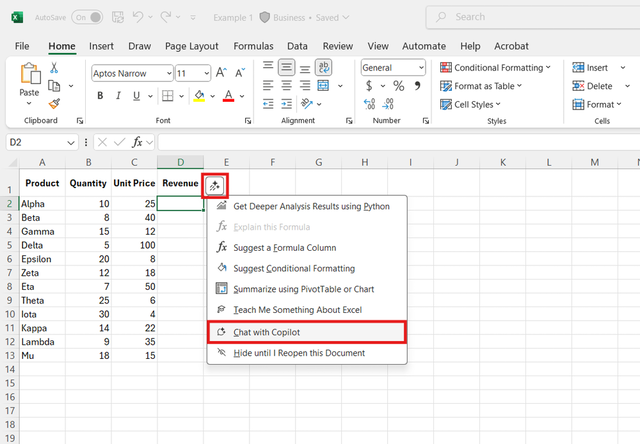 AutoSave Off Example 1 Business • Saved Search
File Home Insert Draw Page Layout Formulas Data Review View Automate Help Acrobat
Paste
Clipboard
Aptos Narrow 11 A A
B I U A
Font
ab
Alignment
General
$ % 9
Number
Conditional Formatting
Format as Table
Cell Styles
Styles
Insert
Delete
Format
Cells
D2 fx
A B C D E F G H I J K L M
1 Product Quantity Unit Price Revenue
2 Alpha 10 25
3 Beta 8 40
4 Gamma 15 12
5 Delta 5 100
6 Epsilon 20 8
7 Zeta 12 18
8 Eta 7 50
9 Theta 25 6
10 Iota 30 4
11 Kappa 14 22
12 Lambda 9 35
13 Mu 18 15
14
15
16
17
18
19
Get Deeper Analysis Results using Python
fx Explain this Formula
fx Suggest a Formula Column
Suggest Conditional Formatting
Summarize using PivotTable or Chart
Teach Me Something About Excel
Chat with Copilot
Hide until I Reopen this Document